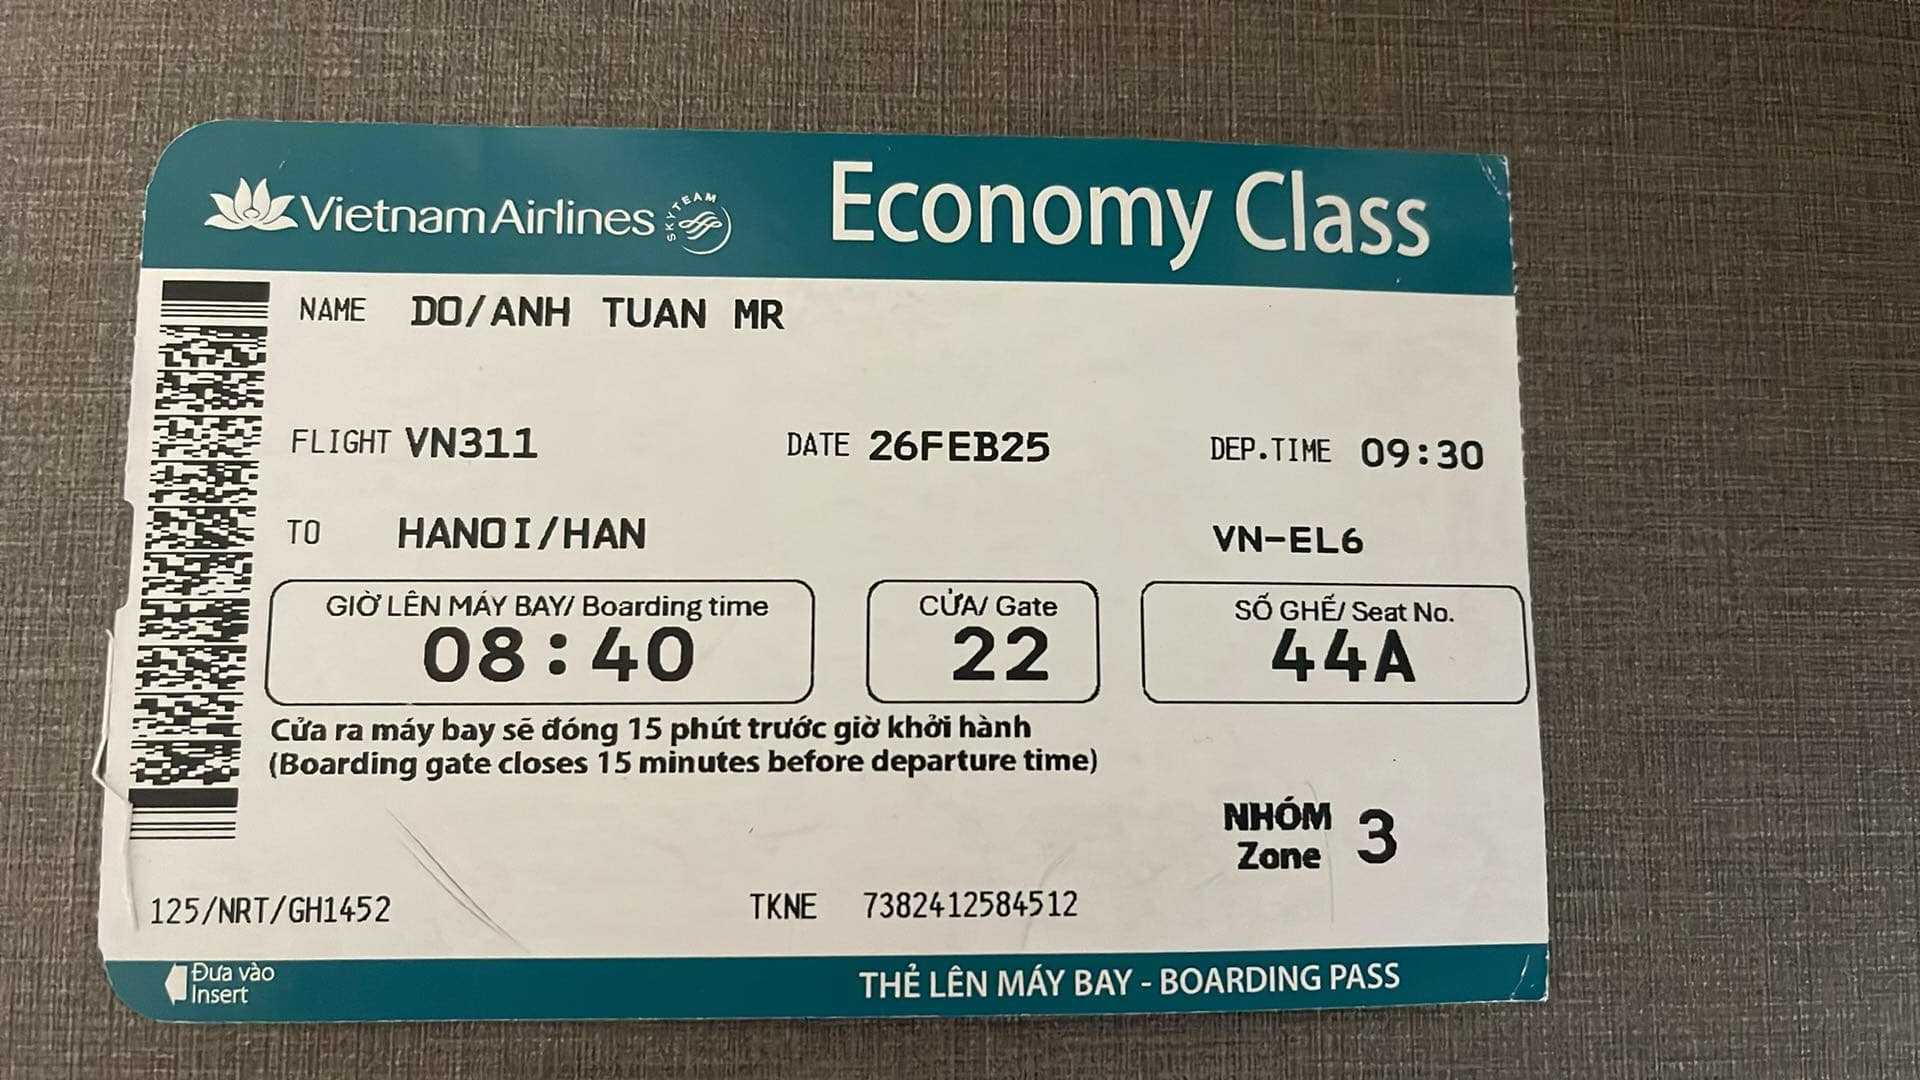 Vietnam Airlines SKYTEAM Economy Class
NAME DO/ANH TUAN MR
FLIGHT VN311 DATE 26FEB25 DEP.TIME 09:30
TO HANOI/HAN VN-EL6
GIỜ LÊN MÁY BAY/ Boarding time CỬA/ Gate SỐ GHẾ/ Seat No.
08:40 22 44A
Cửa ra máy bay sẽ đóng 15 phút trước giờ khởi hành
(Boarding gate closes 15 minutes before departure time)
NHÓM
Zone 3
125/NRT/GH1452 TKNE 7382412584512
Đưa vào
Insert
THẺ LÊN MÁY BAY - BOARDING PASS